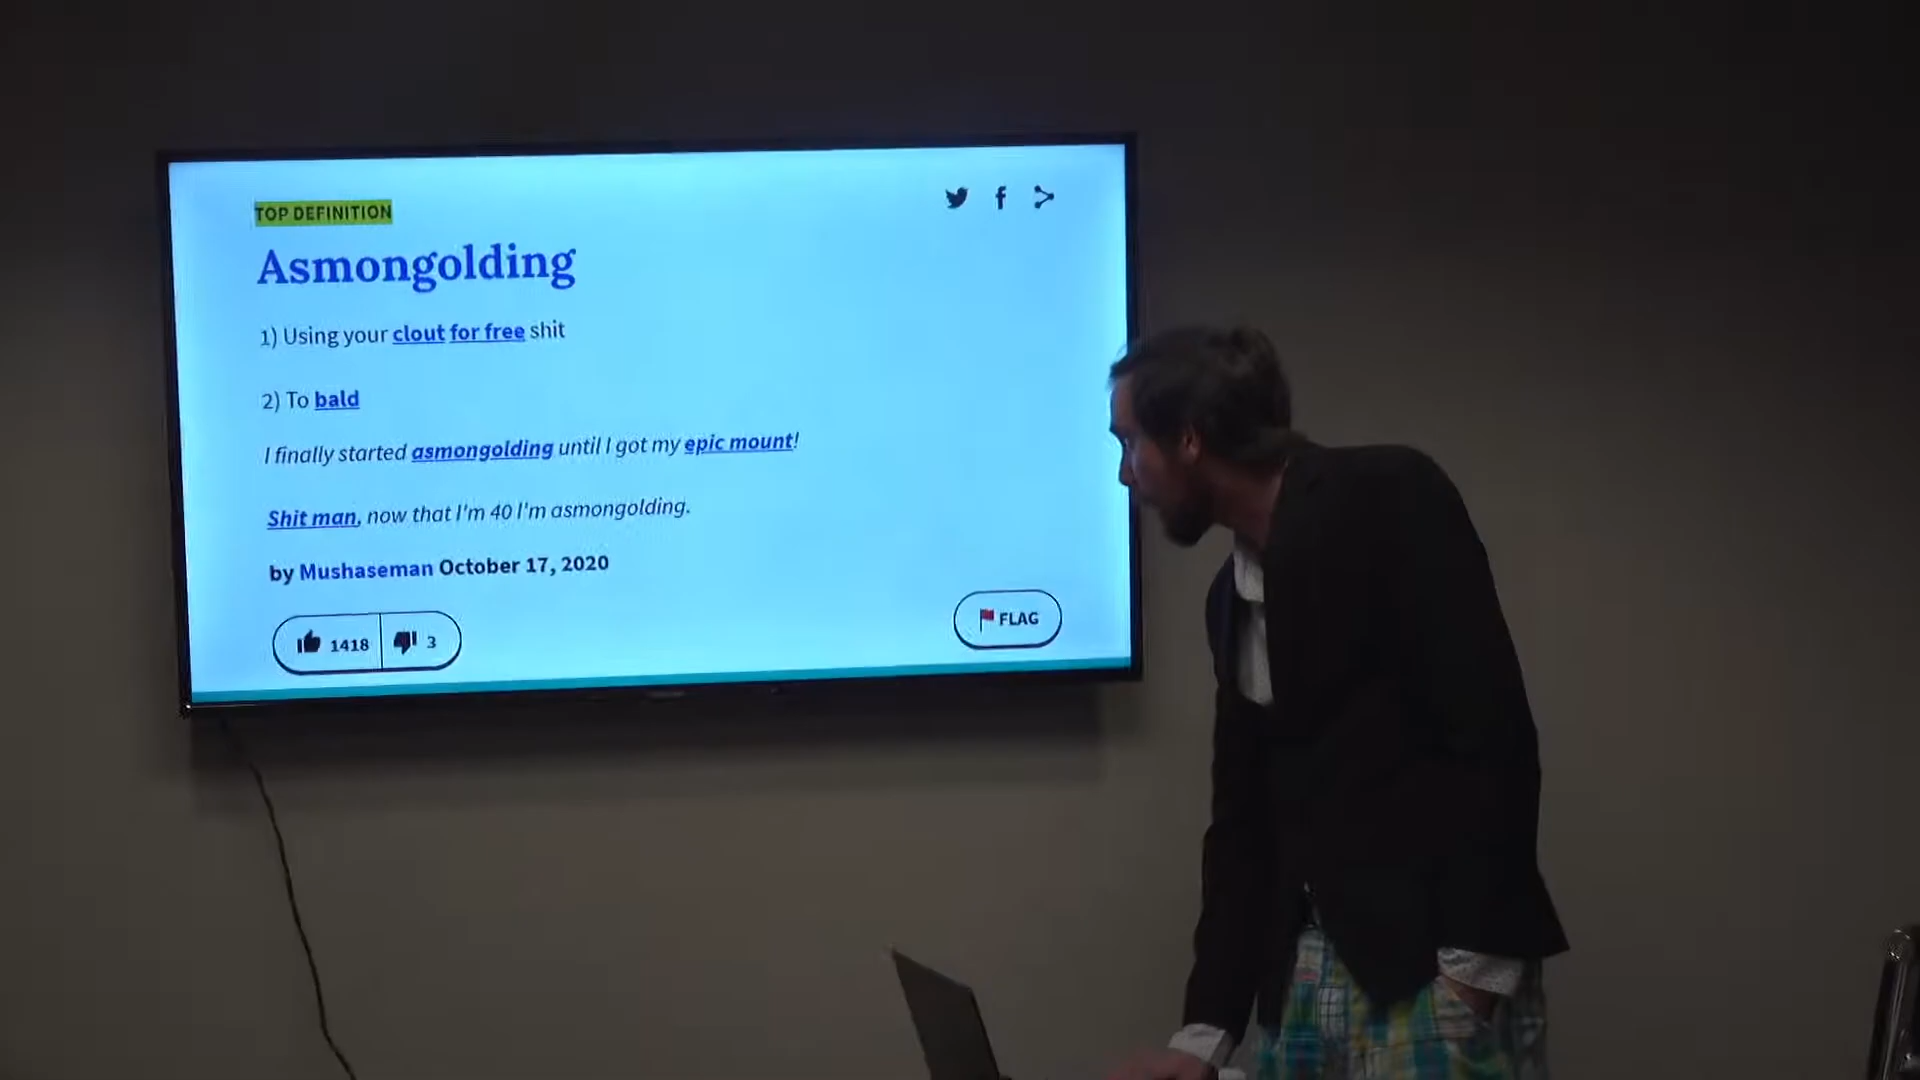 TOP DEFINITION
Asmongolding
1) Using your clout for free shit
2) To bald
I finally started asmongolding until I got my epic mount!
Shit man, now that I'm 40 I'm asmongolding.
by Mushaseman October 17, 2020
1418 3
FLAG